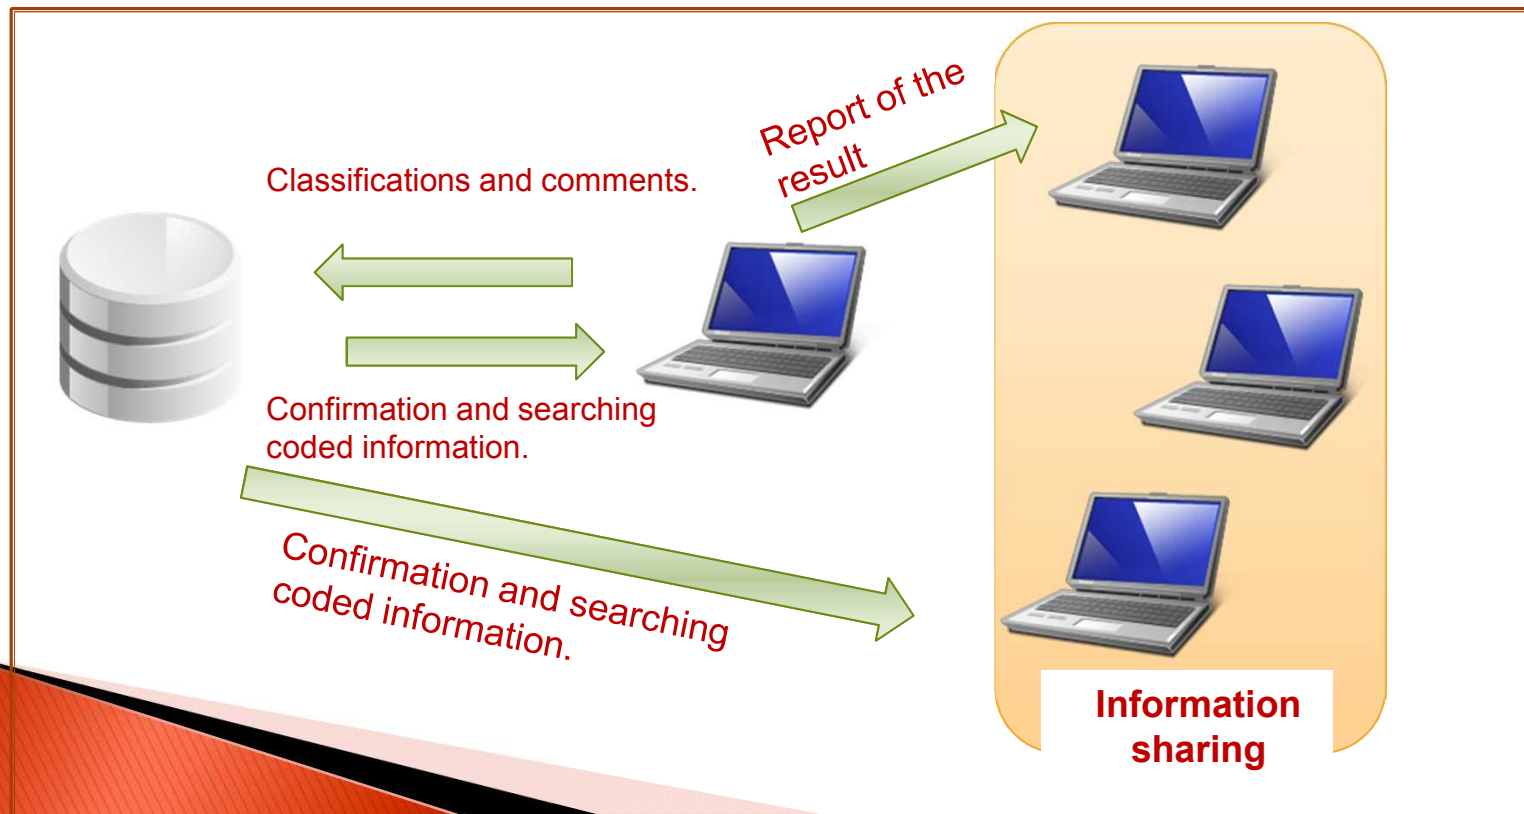 Report of the
result
Classifications and comments.
Confirmation and searching
coded information.
Confirmation and searching
coded information.
Information
sharing